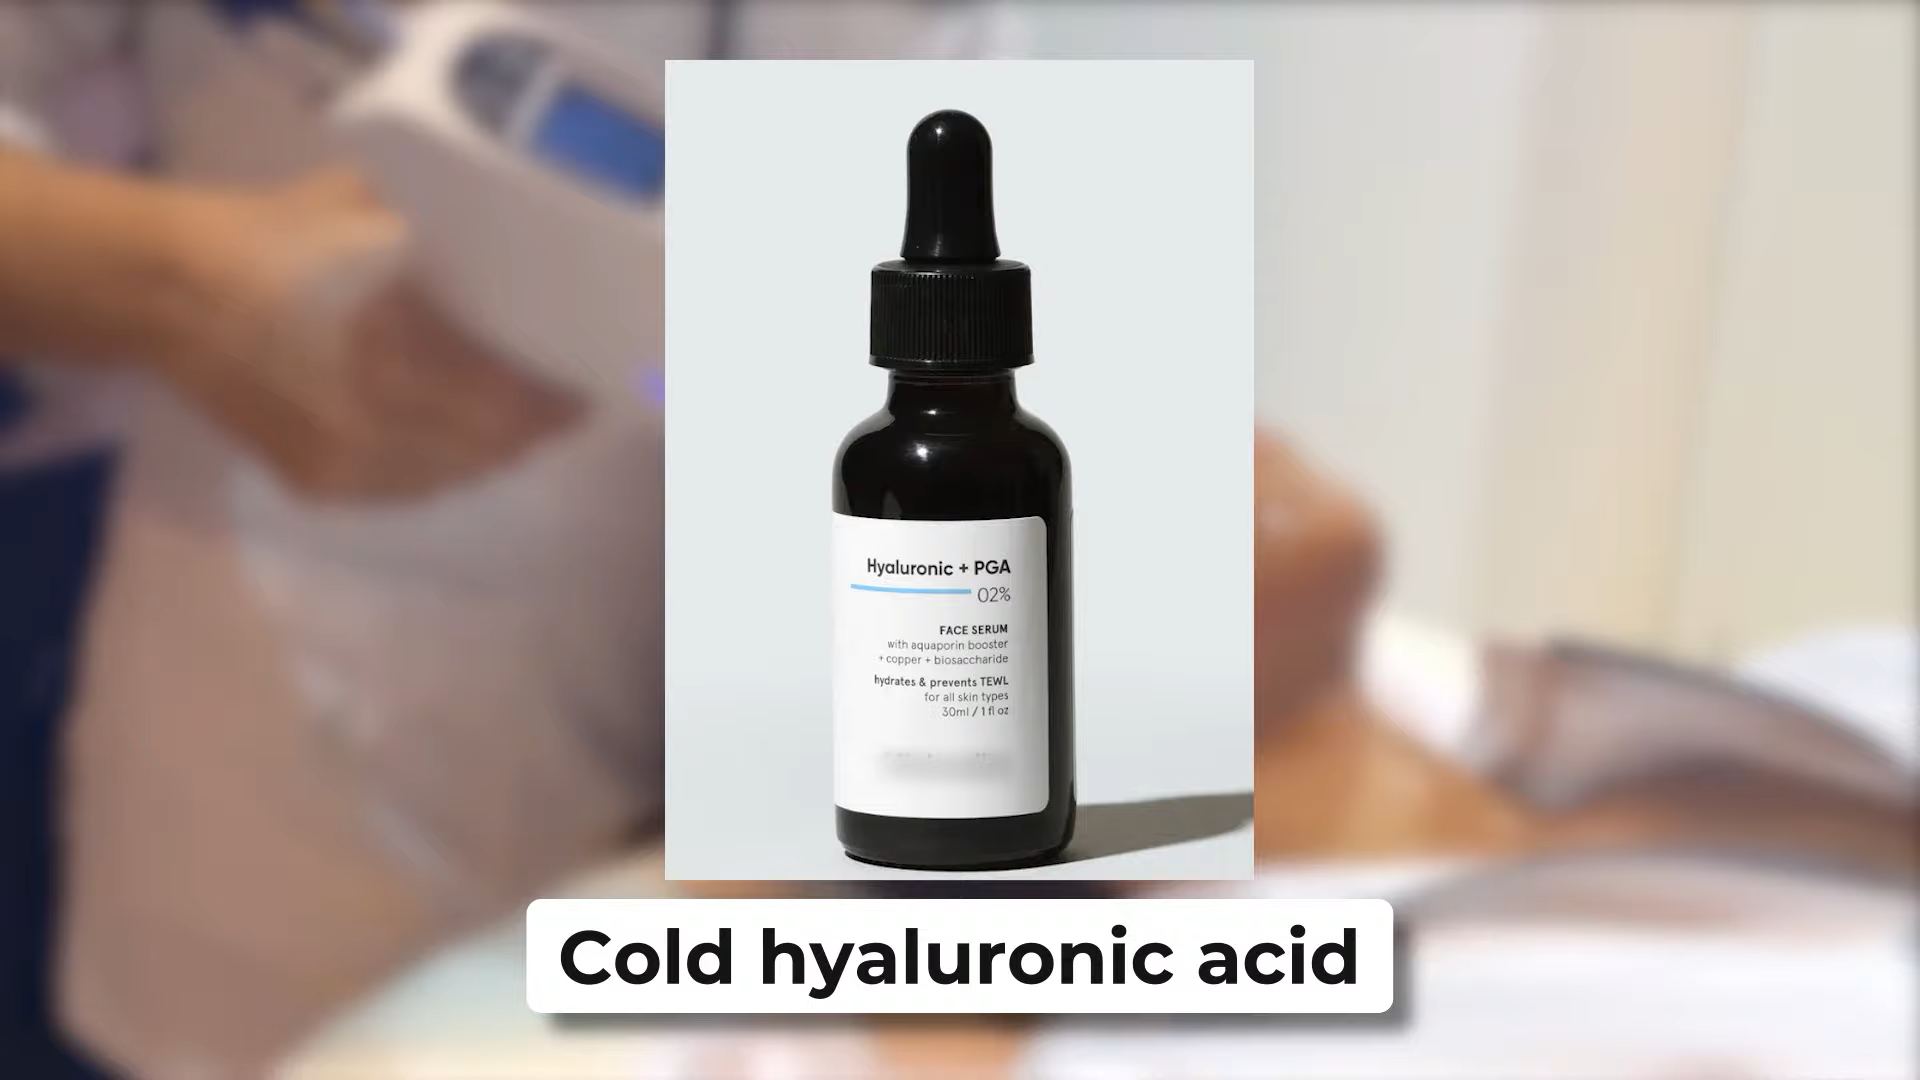 Hyaluronic + PGA
02%
FACE SERUM
with aquaporin booster
+ copper + biosaccharide
hydrates & prevents TEWL
for all skin types
30ml / 1 fl oz
Cold hyaluronic acid